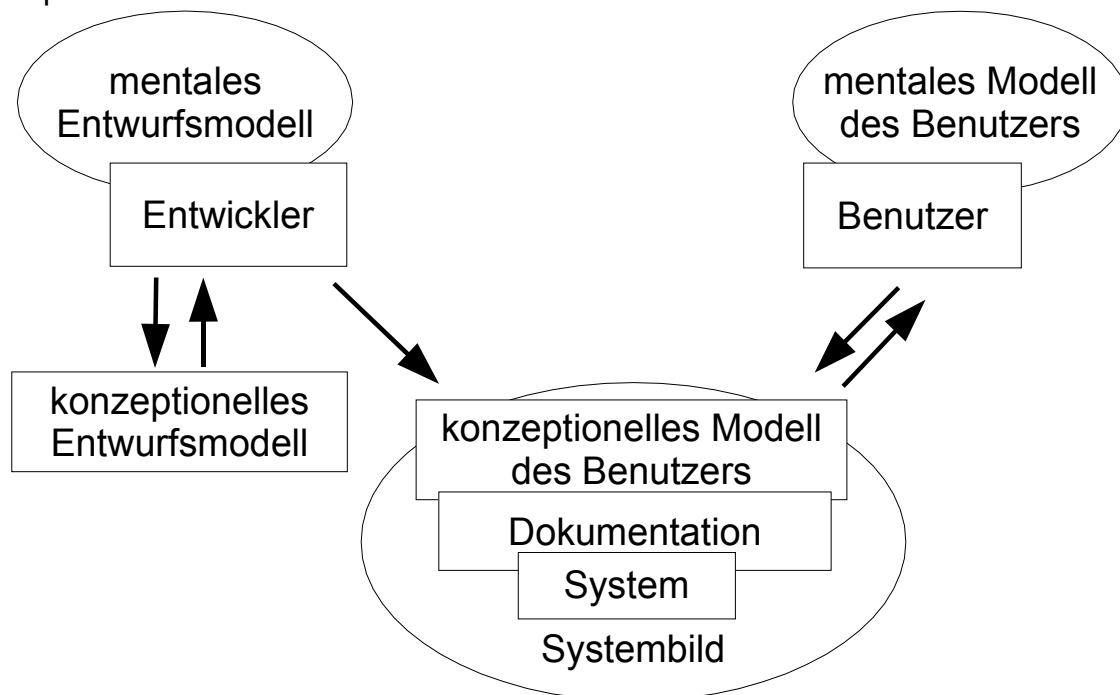 mentales
Entwurfsmodell
Entwickler
konzeptionelles
Entwurfsmodell
mentales Modell
des Benutzers
Benutzer
konzeptionelles Modell
des Benutzers
Dokumentation
System
Systembild